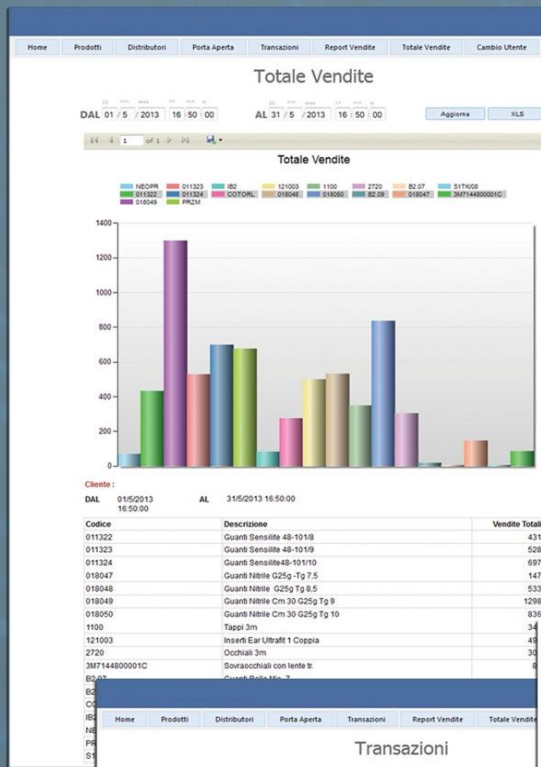 Home Prodotti Distributori Porta Aperta Transazioni Report Vendite Totale Vendite Cambio Utente
Totale Vendite
DAL 01 / 5 / 2013 16 : 50 : 00 AL 31 / 5 / 2013 16 : 50 : 00 Aggiorna XLS
1 of 1
Totale Vendite
NEOPR 011323 IB2 121003 1100 2720 B2.07 S1TK/08
011322 011324 COTORL 018048 018050 B2.09 018047 3M7144800001C
018049 PRZM
1400
1200
1000
800
600
400
200
0
Cliente :
DAL 01/5/2013 16:50:00 AL 31/5/2013 16:50:00
Codice Descrizione Vendite Totali
011322 Guanti Sensilite 48-101/8 431
011323 Guanti Sensilite 48-101/9 528
011324 Guanti Sensilite48-101/10 697
018047 Guanti Nitrile G25g -Tg 7,5 147
018048 Guanti Nitrile G25g Tg 8,5 533
018049 Guanti Nitrile Cm 30 G25g Tg 9 1298
018050 Guanti Nitrile Cm 30 G25g Tg 10 836
1100 Tappi 3m 34
121003 Inserti Ear Ultrafit 1 Coppia 49
2720 Occhiali 3m 30
3M7144800001C Sovraocchiali con lente tr. 8
Home Prodotti Distributori Porta Aperta Transazioni Report Vendite Totale Vendite
Transazioni